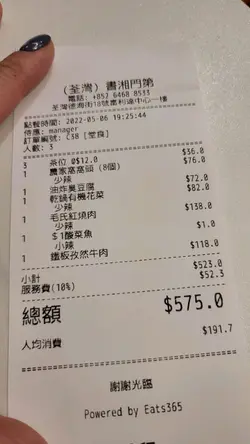 (荃灣) 書湘門第
電話: +852 6468 8533
荃灣德海街18號富利達中心一樓
點餐時間: 2022-05-06 19:25:44
侍應: manager
訂單編號: C38 [堂食]
人數: 3
3 茶位 @$12.0 $36.0
1 農家窩窩頭 (8個) $76.0
少辣
1 油炸臭豆腐 $72.0
1 乾鍋有機花菜 $82.0
少辣
1 毛氏紅燒肉 $138.0
少辣
1 $1酸菜魚 $1.0
小辣
1 鐵板孜然牛肉 $118.0
小計 $523.0
服務費(10%) $52.3
總額 $575.0
人均消費 $191.7
謝謝光臨
Powered by Eats365